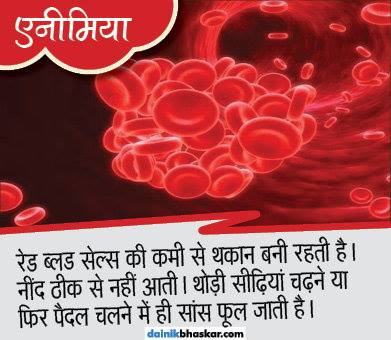 एनीमिया
रेड ब्लड सेल्स की कमी से थकान बनी रहती है।
नींद ठीक से नहीं आती। थोड़ी सीढ़ियां चढ़ने या
फिर पैदल चलने में ही सांस फूल जाती है।
dainikbhaskar.com